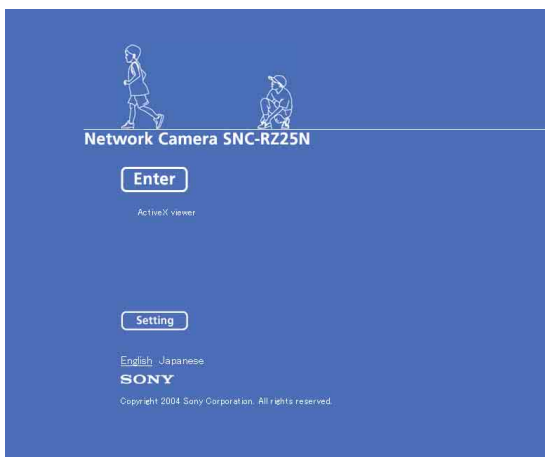 Network Camera SNC-RZ25N
Enter
ActiveX viewer
Setting
English Japanese
SONY
Copyright 2004 Sony Corporation. All rights reserved.